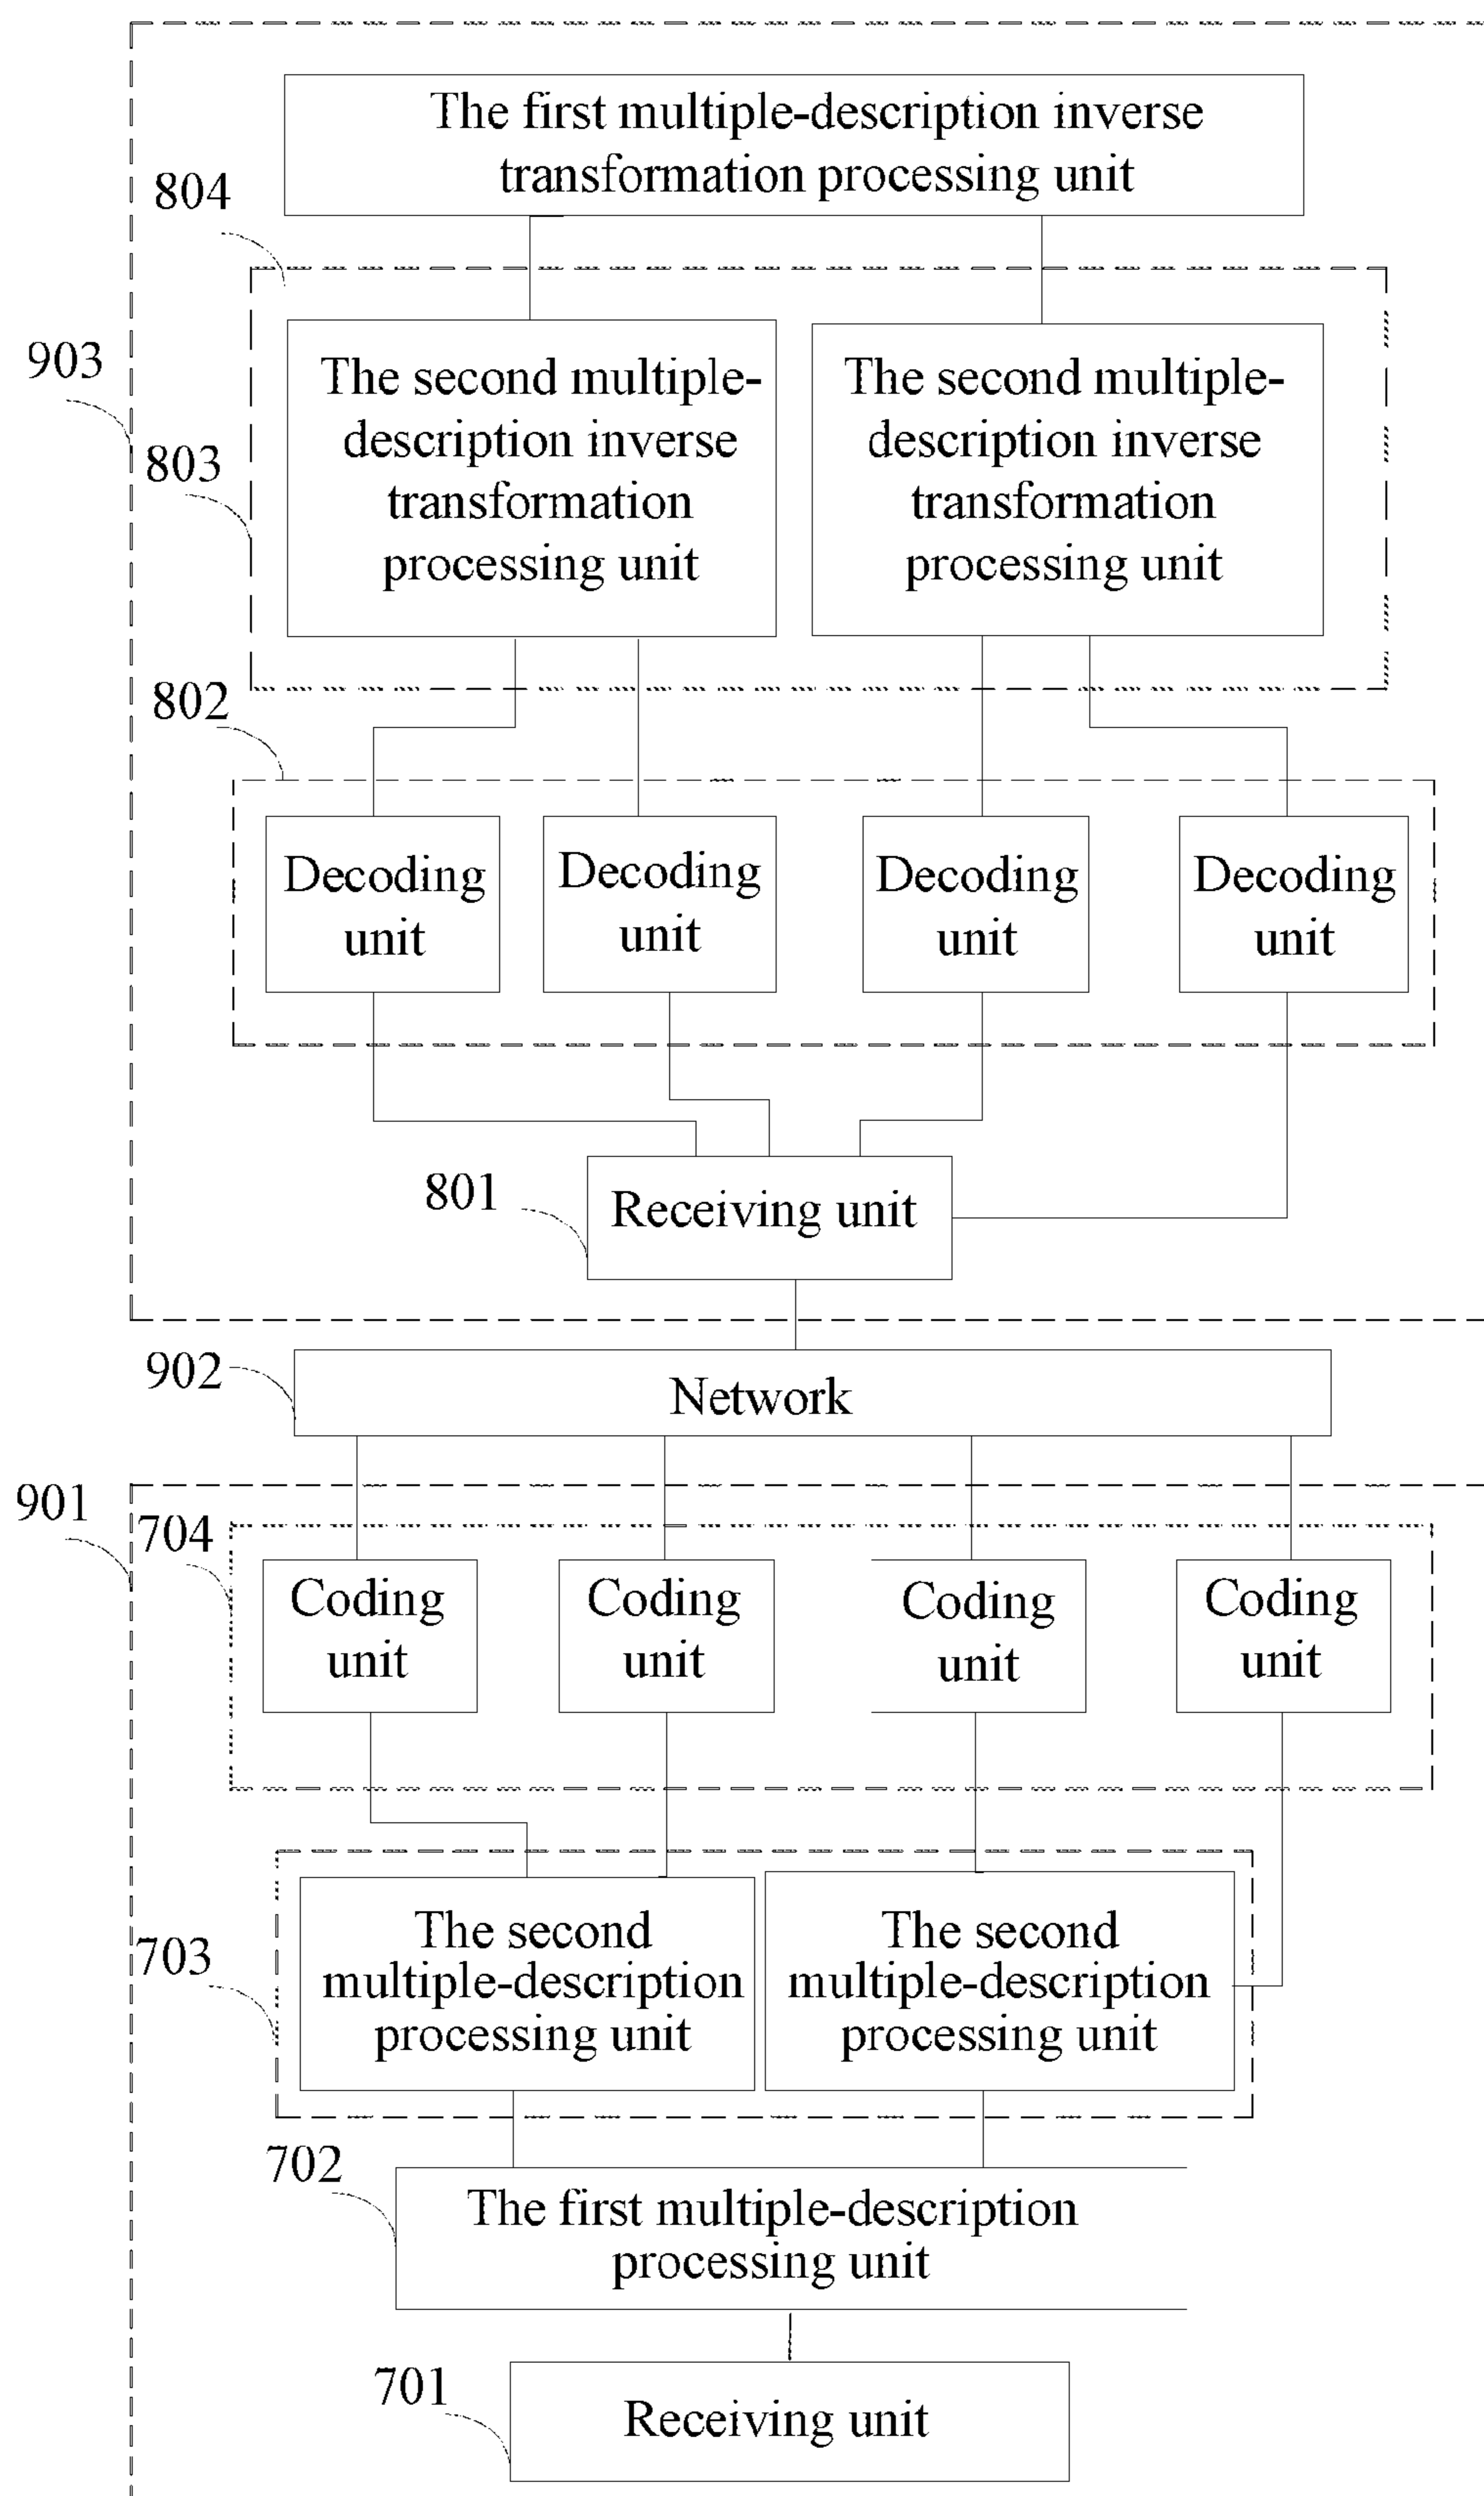 The first multiple-description inverse
transformation processing unit
804
903
The second multiple-
description inverse
transformation
processing unit
The second multiple-
description inverse
transformation
processing unit
803
802
Decoding
unit
Decoding
unit
Decoding
unit
Decoding
unit
801
Receiving unit
902
Network
901
704
Coding
unit
Coding
unit
Coding
unit
Coding
unit
703
The second
multiple-description
processing unit
The second
multiple-description
processing unit
702
The first multiple-description
processing unit
701
Receiving unit